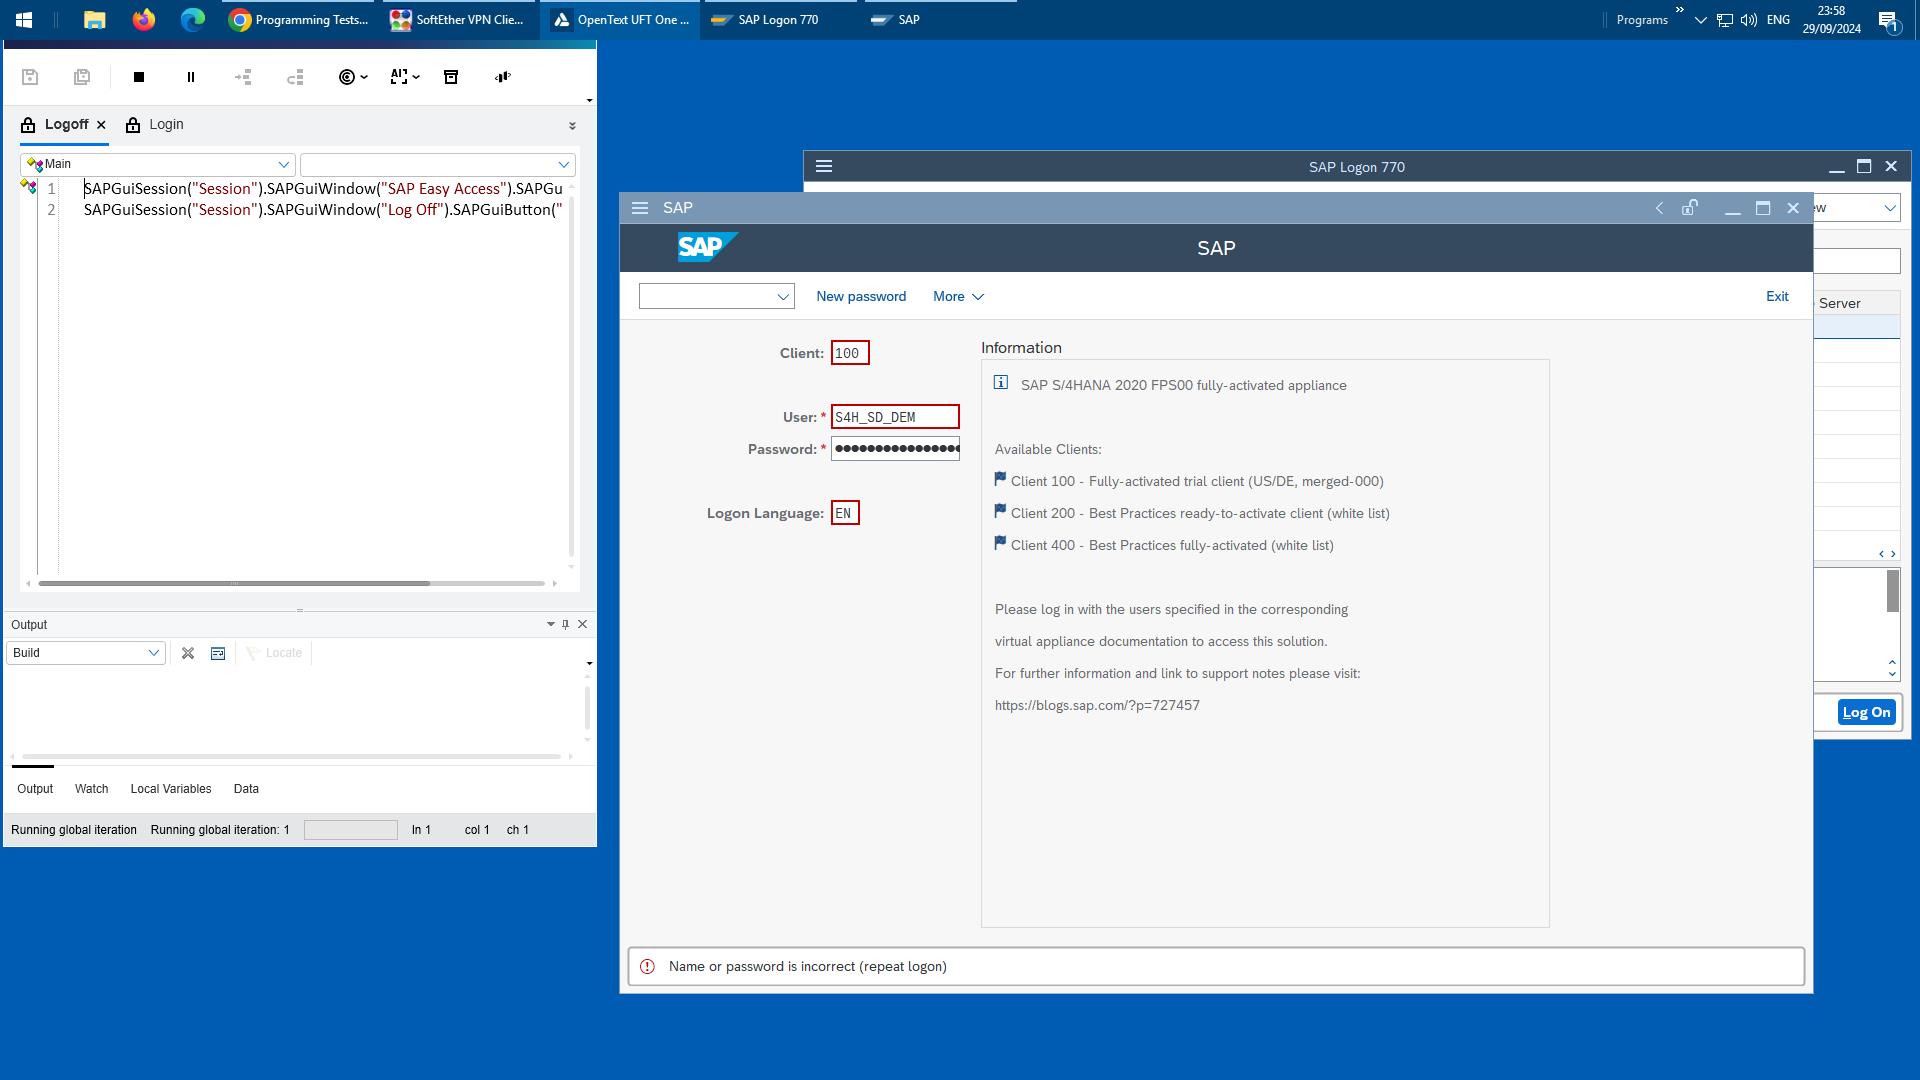 Programming Tests...
SoftEther VPN Clie...
OpenText UFT One ...
SAP Logon 770
SAP
Programs
ENG
23:58
29/09/2024
1
Logoff
Login
Main
1 SAPGuiSession("Session").SAPGuiWindow("SAP Easy Access").SAPGu
2 SAPGuiSession("Session").SAPGuiWindow("Log Off").SAPGuiButton("
Output
Build
Locate
Output
Watch
Local Variables
Data
Running global iteration
Running global iteration: 1
ln 1
col 1
ch 1
SAP Logon 770
ew
Server
Log On
SAP
SAP
SAP
New password
More
Exit
Client: 100
User: * S4H_SD_DEM
Password: *
Logon Language: EN
Information
SAP S/4HANA 2020 FPS00 fully-activated appliance
Available Clients:
Client 100 - Fully-activated trial client (US/DE, merged-000)
Client 200 - Best Practices ready-to-activate client (white list)
Client 400 - Best Practices fully-activated (white list)
Please log in with the users specified in the corresponding
virtual appliance documentation to access this solution.
For further information and link to support notes please visit:
https://blogs.sap.com/?p=727457
Name or password is incorrect (repeat logon)